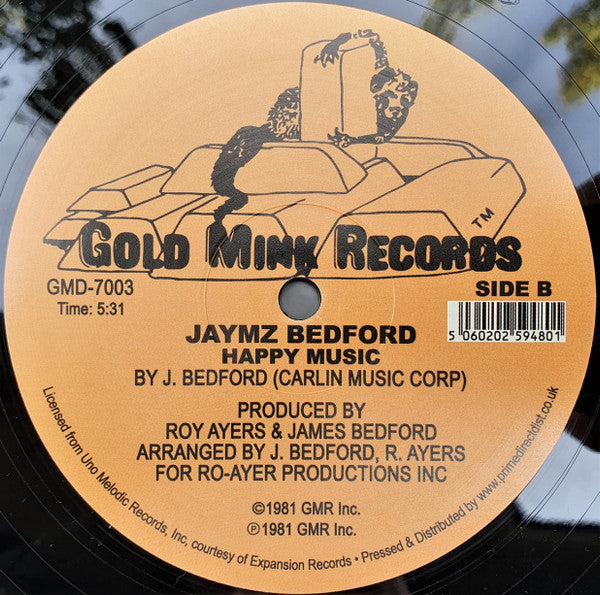 GOLD MINK RECORDS ™
GMD-7003
Time: 5:31
SIDE B
5 060202 594801
JAYMZ BEDFORD
HAPPY MUSIC
BY J. BEDFORD (CARLIN MUSIC CORP)
PRODUCED BY
ROY AYERS & JAMES BEDFORD
ARRANGED BY J. BEDFORD, R. AYERS
FOR RO-AYER PRODUCTIONS INC
©1981 GMR Inc.
℗1981 GMR Inc.
Licensed from Uno Melodic Records, Inc, courtesy of Expansion Records • Pressed & Distributed by www.primedirectdist.co.uk